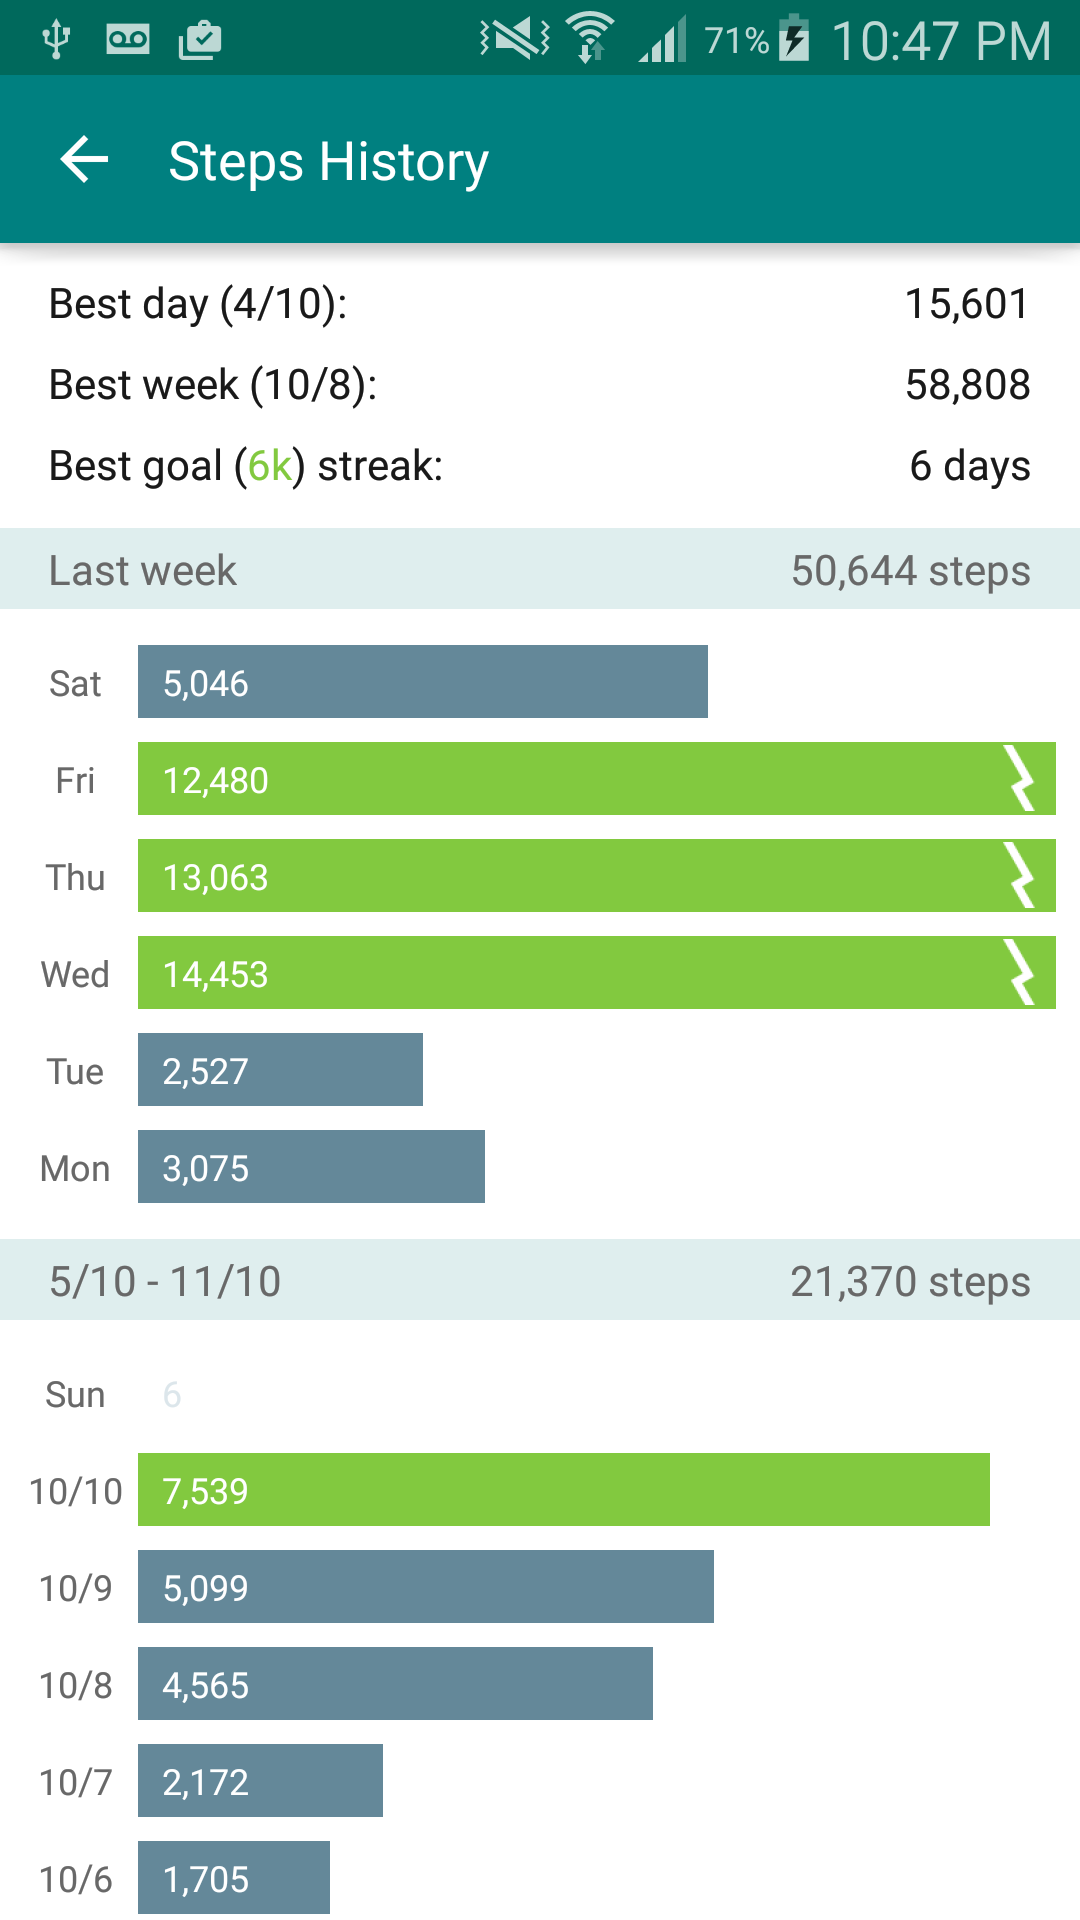 71% 10:47 PM
Steps History
Best day (4/10): 15,601
Best week (10/8): 58,808
Best goal (6k) streak: 6 days
Last week 50,644 steps
Sat 5,046
Fri 12,480
Thu 13,063
Wed 14,453
Tue 2,527
Mon 3,075
5/10 - 11/10 21,370 steps
Sun 6
10/10 7,539
10/9 5,099
10/8 4,565
10/7 2,172
10/6 1,705